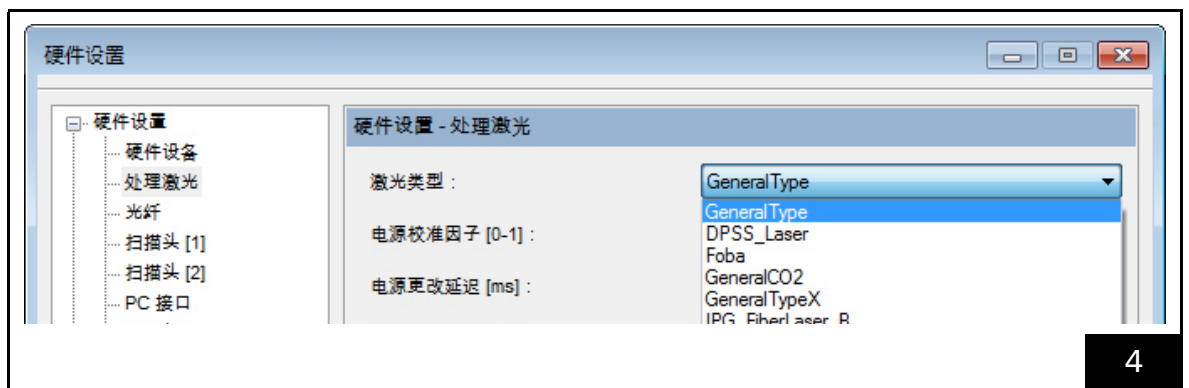 硬件设置
硬件设置
硬件设备
处理激光
光纤
扫描头 [1]
扫描头 [2]
PC 接口
硬件设置 - 处理激光
激光类型 :
GeneralType
GeneralType
DPSS_Laser
Foba
GeneralCO2
GeneralTypeX
IPG_FiberLaser_B
电源校准因子 [0-1] :
电源更改延迟 [ms] :
4